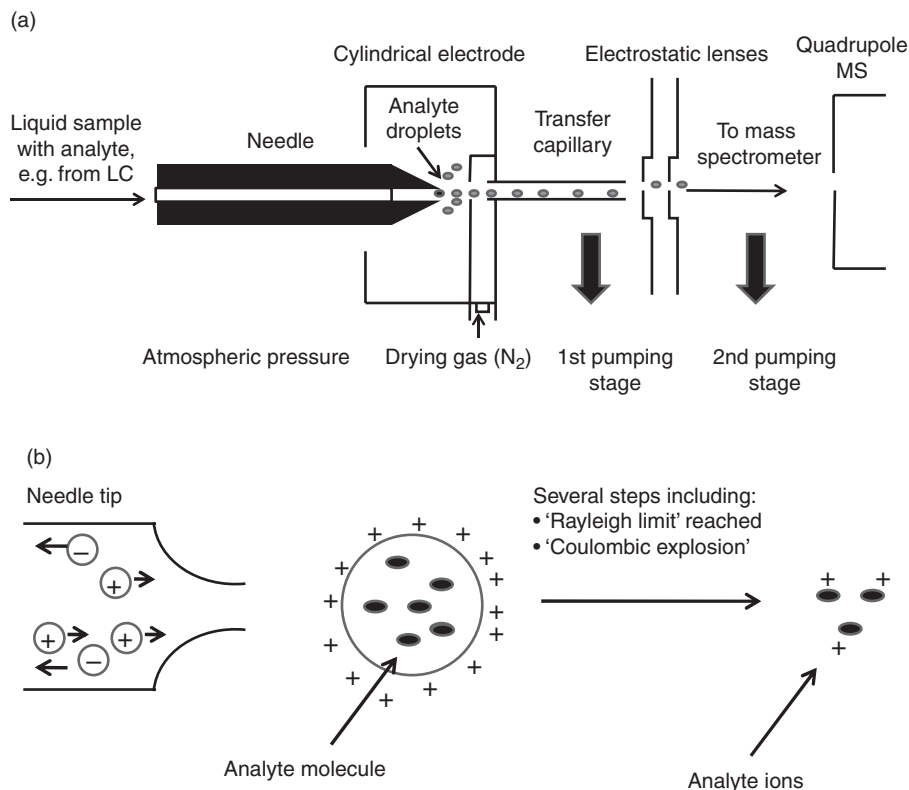 (a)
Cylindrical electrode
Electrostatic lenses
Quadrupole
MS
Liquid sample
with analyte,
e.g. from LC
Needle
Analyte
droplets
Transfer
capillary
To mass
spectrometer
Atmospheric pressure
Drying gas (N₂)
1st pumping
stage
2nd pumping
stage
(b)
Needle tip
Several steps including:
• ‘Rayleigh limit’ reached
• ‘Coulombic explosion’
Analyte molecule
Analyte ions